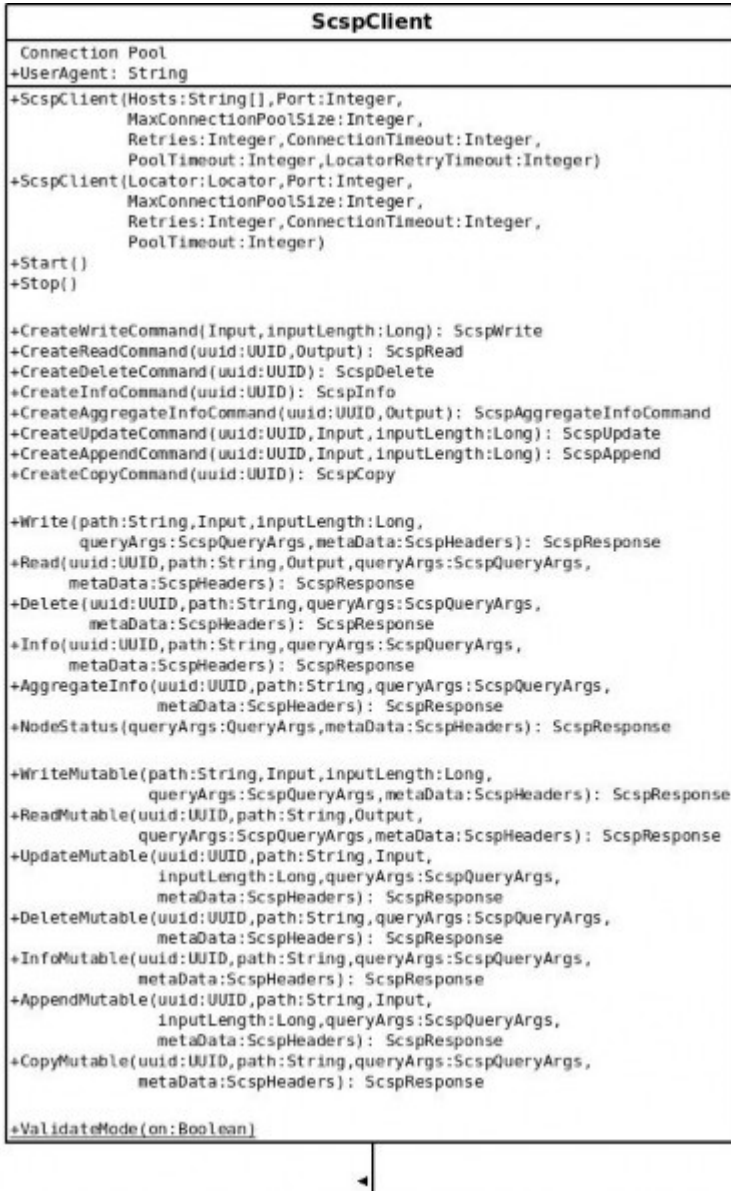 ScspClient
Connection Pool
+UserAgent: String
+ScspClient(Hosts:String[],Port:Integer,
MaxConnectionPoolSize:Integer,
Retries:Integer,ConnectionTimeout:Integer,
PoolTimeout:Integer,LocatorRetryTimeout:Integer)
+ScspClient(Locator:Locator,Port:Integer,
MaxConnectionPoolSize:Integer,
Retries:Integer,ConnectionTimeout:Integer,
PoolTimeout:Integer)
+Start()
+Stop()
+CreateWriteCommand(Input,inputLength:Long): ScspWrite
+CreateReadCommand(uuid:UUID,Output): ScspRead
+CreateDeleteCommand(uuid:UUID): ScspDelete
+CreateInfoCommand(uuid:UUID): ScspInfo
+CreateAggregateInfoCommand(uuid:UUID,Output): ScspAggregateInfoCommand
+CreateUpdateCommand(uuid:UUID,Input,inputLength:Long): ScspUpdate
+CreateAppendCommand(uuid:UUID,Input,inputLength:Long): ScspAppend
+CreateCopyCommand(uuid:UUID): ScspCopy
+Write(path:String,Input,inputLength:Long,
queryArgs:ScspQueryArgs,metaData:ScspHeaders): ScspResponse
+Read(uuid:UUID,path:String,Output,queryArgs:ScspQueryArgs,
metaData:ScspHeaders): ScspResponse
+Delete(uuid:UUID,path:String,queryArgs:ScspQueryArgs,
metaData:ScspHeaders): ScspResponse
+Info(uuid:UUID,path:String,queryArgs:ScspQueryArgs,
metaData:ScspHeaders): ScspResponse
+AggregateInfo(uuid:UUID,path:String,queryArgs:ScspQueryArgs,
metaData:ScspHeaders): ScspResponse
+NodeStatus(queryArgs:QueryArgs,metaData:ScspHeaders): ScspResponse
+WriteMutable(path:String,Input,inputLength:Long,
queryArgs:ScspQueryArgs,metaData:ScspHeaders): ScspResponse
+ReadMutable(uuid:UUID,path:String,Output,
queryArgs:ScspQueryArgs,metaData:ScspHeaders): ScspResponse
+UpdateMutable(uuid:UUID,path:String,Input,
inputLength:Long,queryArgs:ScspQueryArgs,
metaData:ScspHeaders): ScspResponse
+DeleteMutable(uuid:UUID,path:String,queryArgs:ScspQueryArgs,
metaData:ScspHeaders): ScspResponse
+InfoMutable(uuid:UUID,path:String,queryArgs:ScspQueryArgs,
metaData:ScspHeaders): ScspResponse
+AppendMutable(uuid:UUID,path:String,Input,
inputLength:Long,queryArgs:ScspQueryArgs,
metaData:ScspHeaders): ScspResponse
+CopyMutable(uuid:UUID,path:String,queryArgs:ScspQueryArgs,
metaData:ScspHeaders): ScspResponse
+ValidateMode(on:Boolean)